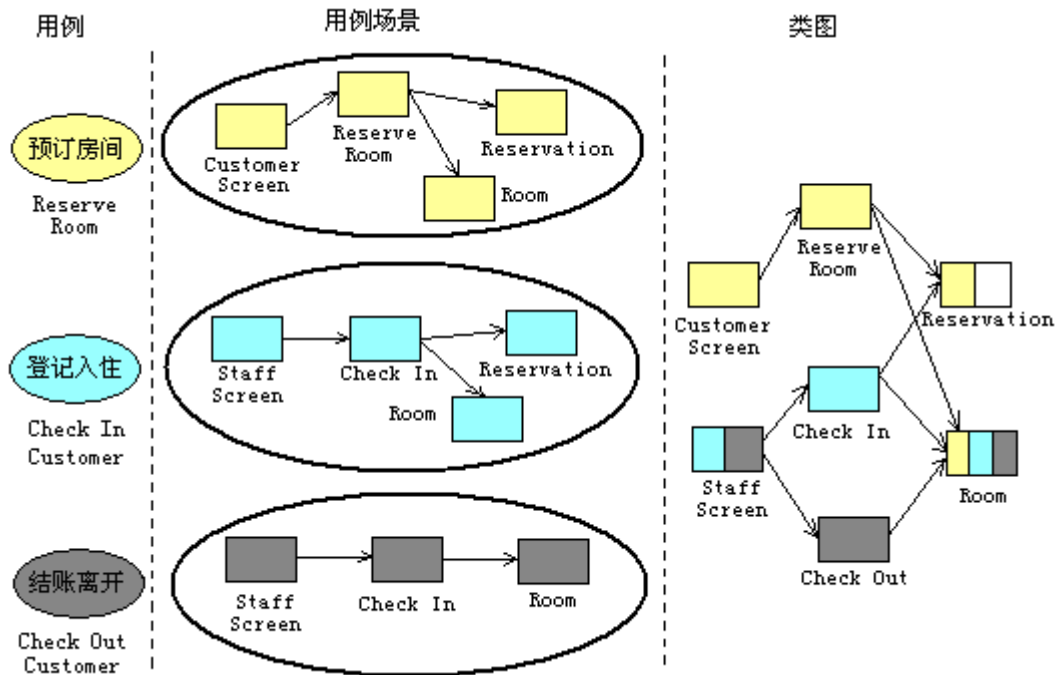 用例
用例场景
类图
预订房间
Reserve
Room
Customer
Screen
Reserve
Room
Reservation
Room
登记入住
Check In
Customer
Staff
Screen
Check In
Reservation
Room
结账离开
Check Out
Customer
Staff
Screen
Check In
Room
Reserve
Room
Customer
Screen
Reservation
Check In
Staff
Screen
Room
Check Out